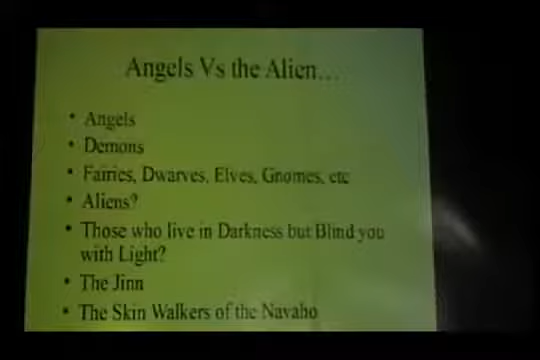 Angels Vs the Alien...
• Angels
• Demons
• Fairies, Dwarves, Elves, Gnomes, etc
• Aliens?
• Those who live in Darkness but Blind you
with Light?
• The Jinn
• The Skin Walkers of the Navaho